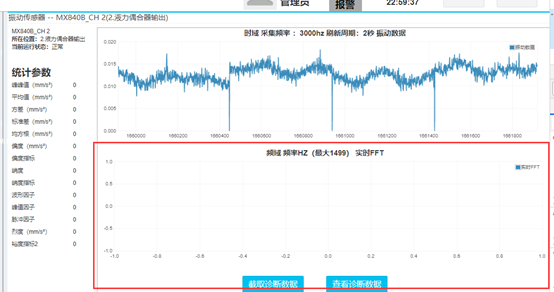 管理员
报警
22:59:37
振动传感器 -- MX840B_CH 2(2.液力偶合器输出)
MX840B_CH 2
所在位置: 2.液力偶合器输出
当前运行状态: 正常
统计参数
峰峰值 (mm/s²) 0
平均值 (mm/s²) 0
方差 (mm/s²) 0
标准差 (mm/s²) 0
均方根 (mm/s²) 0
偏度 (mm/s²) 0
偏度指标 0
峭度 0
峭度指标 0
波形因子 0
峰值因子 0
脉冲因子 0
烈度 (mm/s²) 0
裕度指标2 0
时域 采集频率: 3000hz 刷新周期: 2秒 振动数据
振动数据
0.020
0.015
0.010
0.005
0.000
1660000 1660200 1660400 1660600 1660800 1661000 1661200 1661400 1661600 1661800
频域 频率HZ (最大1499) 实时FFT
实时FFT
1.0
0.5
0.0
-0.5
-1.0
-1.0 -0.8 -0.6 -0.4 -0.2 0.0 0.2 0.4 0.6 0.8 1.0
截取诊断数据
查看诊断数据